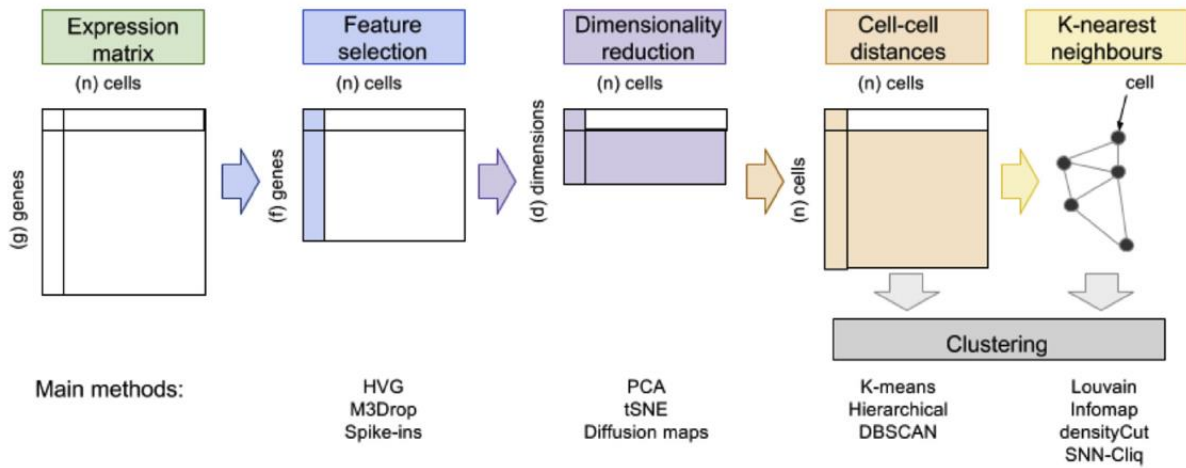 Expression
matrix
Feature
selection
Dimensionality
reduction
Cell-cell
distances
K-nearest
neighbours
(n) cells
(n) cells
(n) cells
(n) cells
cell
(g) genes
(f) genes
(d) dimensions
(n) cells
Clustering
Main methods:
HVG
M3Drop
Spike-ins
PCA
tSNE
Diffusion maps
K-means
Hierarchical
DBSCAN
Louvain
Infomap
densityCut
SNN-Cliq